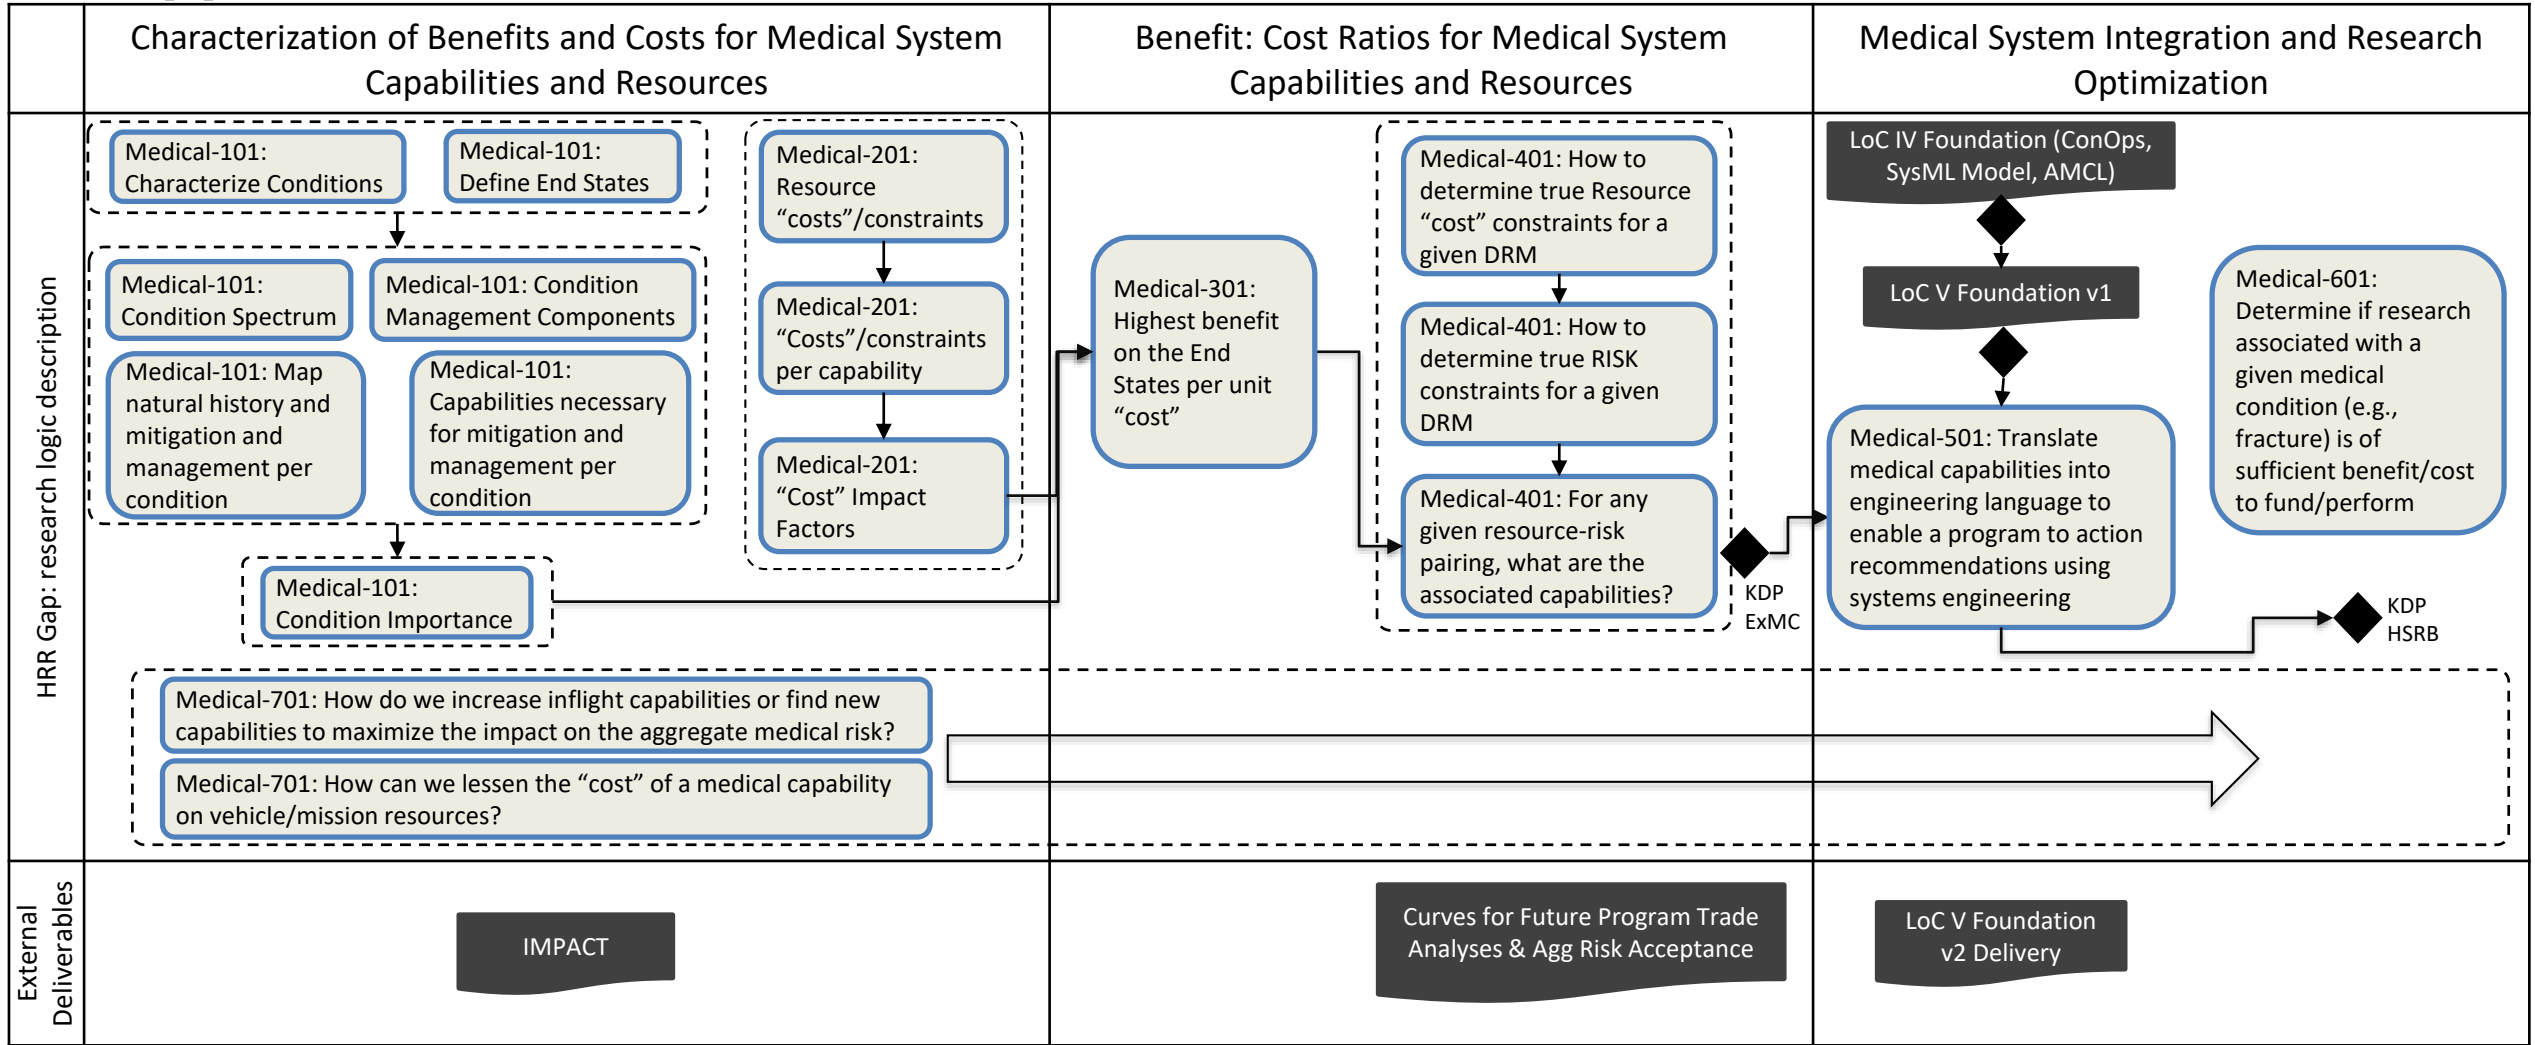 Characterization of Benefits and Costs for Medical System
Capabilities and Resources
Benefit: Cost Ratios for Medical System
Capabilities and Resources
Medical System Integration and Research
Optimization
HRR Gap: research logic description
Medical-101:
Characterize Conditions
Medical-101:
Define End States
Medical-101:
Condition Spectrum
Medical-101: Condition
Management Components
Medical-101: Map
natural history and
mitigation and
management per
condition
Medical-101:
Capabilities necessary
for mitigation and
management per
condition
Medical-101:
Condition Importance
Medical-201:
Resource
“costs”/constraints
Medical-201:
“Costs”/constraints
per capability
Medical-201:
“Cost” Impact
Factors
Medical-301:
Highest benefit
on the End
States per unit
“cost”
Medical-401: How to
determine true Resource
“cost” constraints for a
given DRM
Medical-401: How to
determine true RISK
constraints for a given
DRM
Medical-401: For any
given resource-risk
pairing, what are the
associated capabilities?
KDP
ExMC
LoC IV Foundation (ConOps,
SysML Model, AMCL)
LoC V Foundation v1
Medical-501: Translate
medical capabilities into
engineering language to
enable a program to action
recommendations using
systems engineering
Medical-601:
Determine if research
associated with a
given medical
condition (e.g.,
fracture) is of
sufficient benefit/cost
to fund/perform
KDP
HSRB
Medical-701: How do we increase inflight capabilities or find new
capabilities to maximize the impact on the aggregate medical risk?
Medical-701: How can we lessen the “cost” of a medical capability
on vehicle/mission resources?
External
Deliverables
IMPACT
Curves for Future Program Trade
Analyses & Agg Risk Acceptance
LoC V Foundation
v2 Delivery